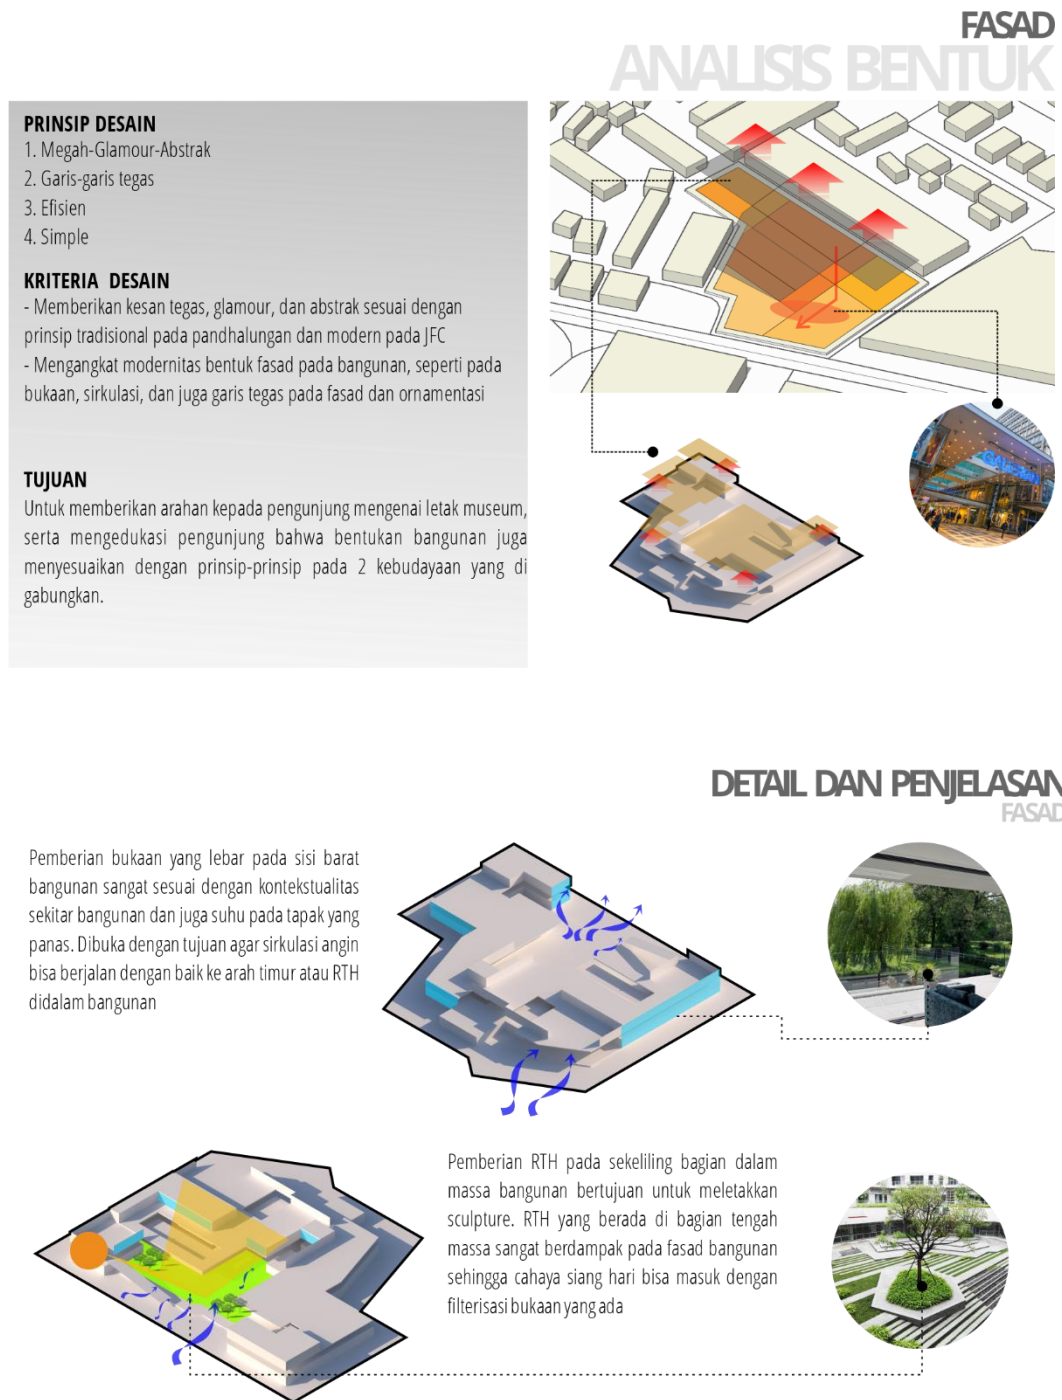 FASAD
ANALISIS BENTUK
PRINSIP DESAIN
1. Megah-Glamour-Abstrak
2. Garis-garis tegas
3. Efisien
4. Simple
KRITERIA DESAIN
- Memberikan kesan tegas, glamour, dan abstrak sesuai dengan
prinsip tradisional pada pandhalungan dan modern pada JFC
- Mengangkat modernitas bentuk fasad pada bangunan, seperti pada
bukaan, sirkulasi, dan juga garis tegas pada fasad dan ornamentasi
TUJUAN
Untuk memberikan arahan kepada pengunjung mengenai letak museum,
serta mengedukasi pengunjung bahwa bentukan bangunan juga
menyesuaikan dengan prinsip-prinsip pada 2 kebudayaan yang di
gabungkan.
DETAIL DAN PENJELASAN
FASAD
Pemberian bukaan yang lebar pada sisi barat
bangunan sangat sesuai dengan kontekstualitas
sekitar bangunan dan juga suhu pada tapak yang
panas. Dibuka dengan tujuan agar sirkulasi angin
bisa berjalan dengan baik ke arah timur atau RTH
didalam bangunan
Pemberian RTH pada sekeliling bagian dalam
massa bangunan bertujuan untuk meletakkan
sculpture. RTH yang berada di bagian tengah
massa sangat berdampak pada fasad bangunan
sehingga cahaya siang hari bisa masuk dengan
filterisasi bukaan yang ada